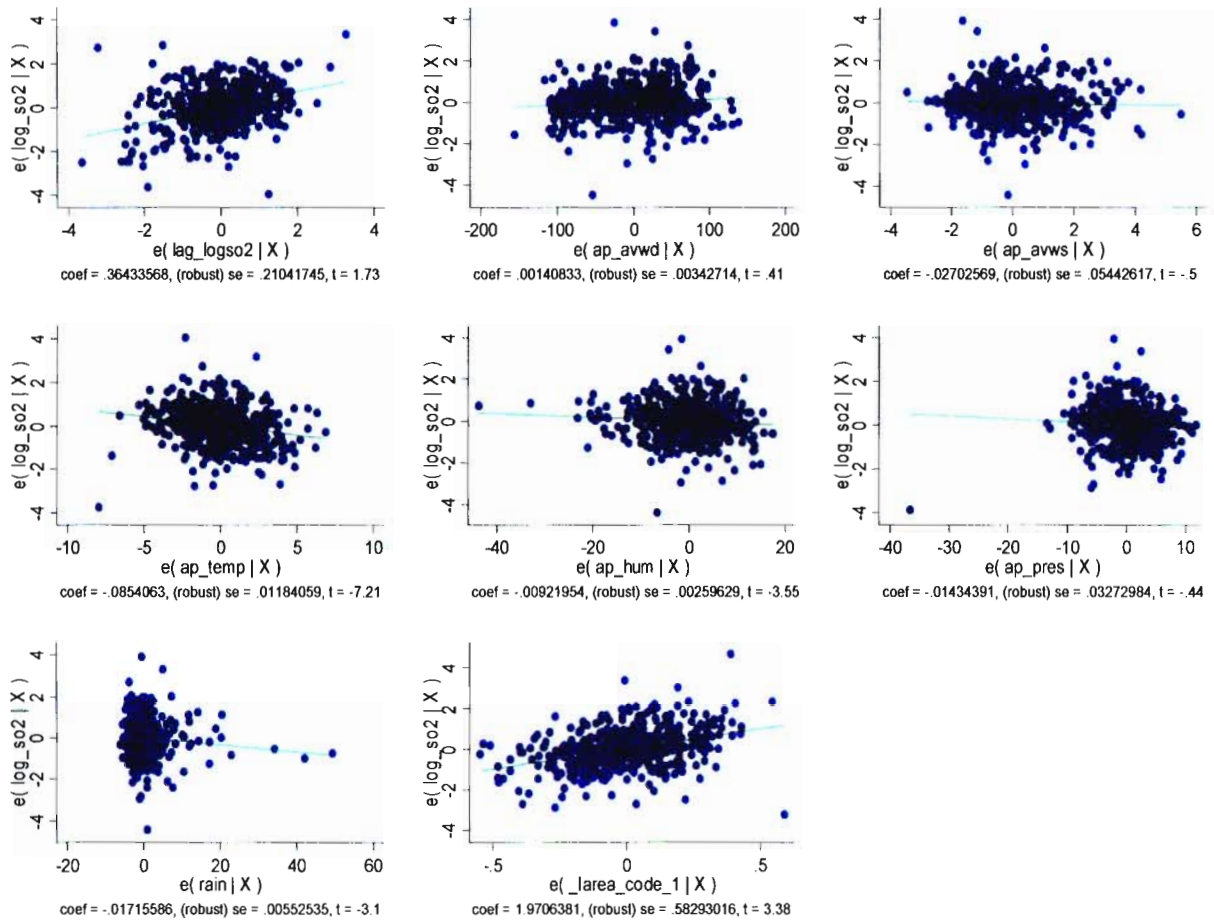 e( log_so2 | X )
-4 -2 0 2 4
-4 -2 0 2 4
e( lag_logso2 | X )
coef = .36433568, (robust) se = .21041745, t = 1.73
e( log_so2 | X )
-4 -2 0 2 4
-200 -100 0 100 200
e( ap_avwd | X )
coef = .00140833, (robust) se = .00342714, t = .41
e( log_so2 | X )
-4 -2 0 2 4
-4 -2 0 2 4 6
e( ap_avws | X )
coef = -.02702569, (robust) se = .05442617, t = -.5
e( log_so2 | X )
-4 -2 0 2 4
-10 -5 0 5 10
e( ap_temp | X )
coef = -.0854063, (robust) se = .01184059, t = -7.21
e( log_so2 | X )
-4 -2 0 2 4
-40 -20 0 20
e( ap_hum | X )
coef = -.00921954, (robust) se = .00259629, t = -3.55
e( log_so2 | X )
-4 -2 0 2 4
-40 -30 -20 -10 0 10
e( ap_pres | X )
coef = -.01434391, (robust) se = .03272984, t = -.44
e( log_so2 | X )
-4 -2 0 2 4
-20 0 20 40 60
e( rain | X )
coef = -.01715586, (robust) se = .00552535, t = -3.1
e( log_so2 | X )
-4 -2 0 2 4
-.5 0 .5
e( _Iarea_code_1 | X )
coef = 1.9706381, (robust) se = .58293016, t = 3.38